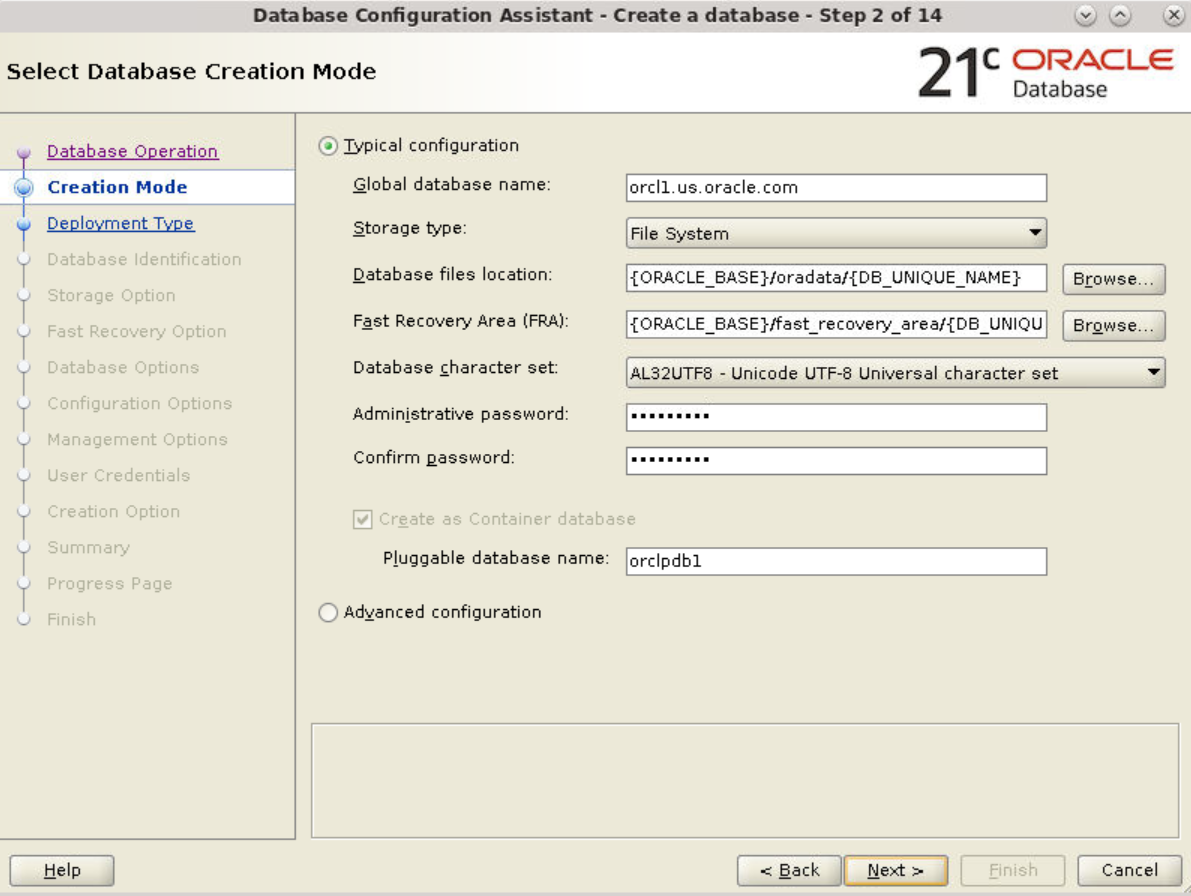 Database Configuration Assistant - Create a database - Step 2 of 14
Select Database Creation Mode
21c ORACLE
Database
Database Operation
Creation Mode
Deployment Type
Database Identification
Storage Option
Fast Recovery Option
Database Options
Configuration Options
Management Options
User Credentials
Creation Option
Summary
Progress Page
Finish
Typical configuration
Global database name: orcl1.us.oracle.com
Storage type: File System
Database files location: {ORACLE_BASE}/oradata/{DB_UNIQUE_NAME} Browse...
Fast Recovery Area (FRA): {ORACLE_BASE}/fast_recovery_area/{DB_UNIQU Browse...
Database character set: AL32UTF8 - Unicode UTF-8 Universal character set
Administrative password: •••••••••
Confirm password: •••••••••
Create as Container database
Pluggable database name: orclpdb1
Advanced configuration
Help < Back Next > Finish Cancel